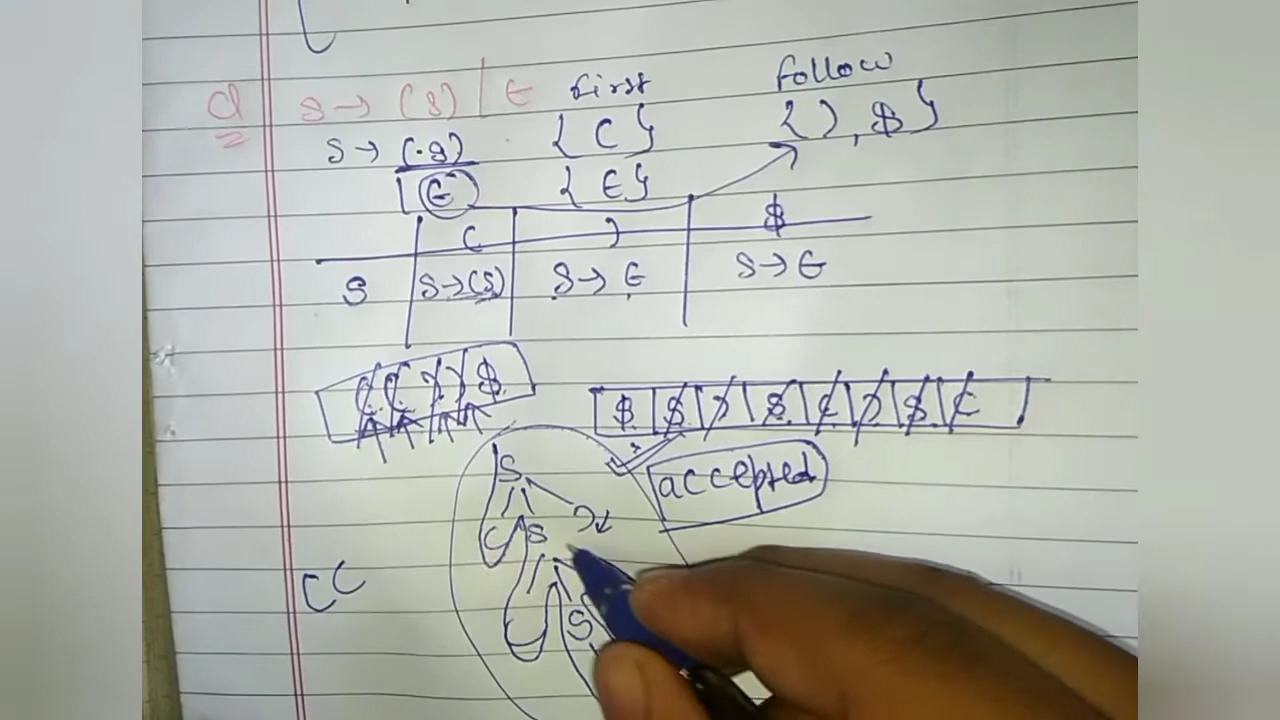 Q S → (S) | ϵ first follow
S → (·S) { ( } { ) , $ }
| ϵ { ϵ }
( ) $
S S→(S) S→ϵ S→ϵ
( ( ) ) $ $ S ) S ( ) S (
S accepted
( S )
( (
( S